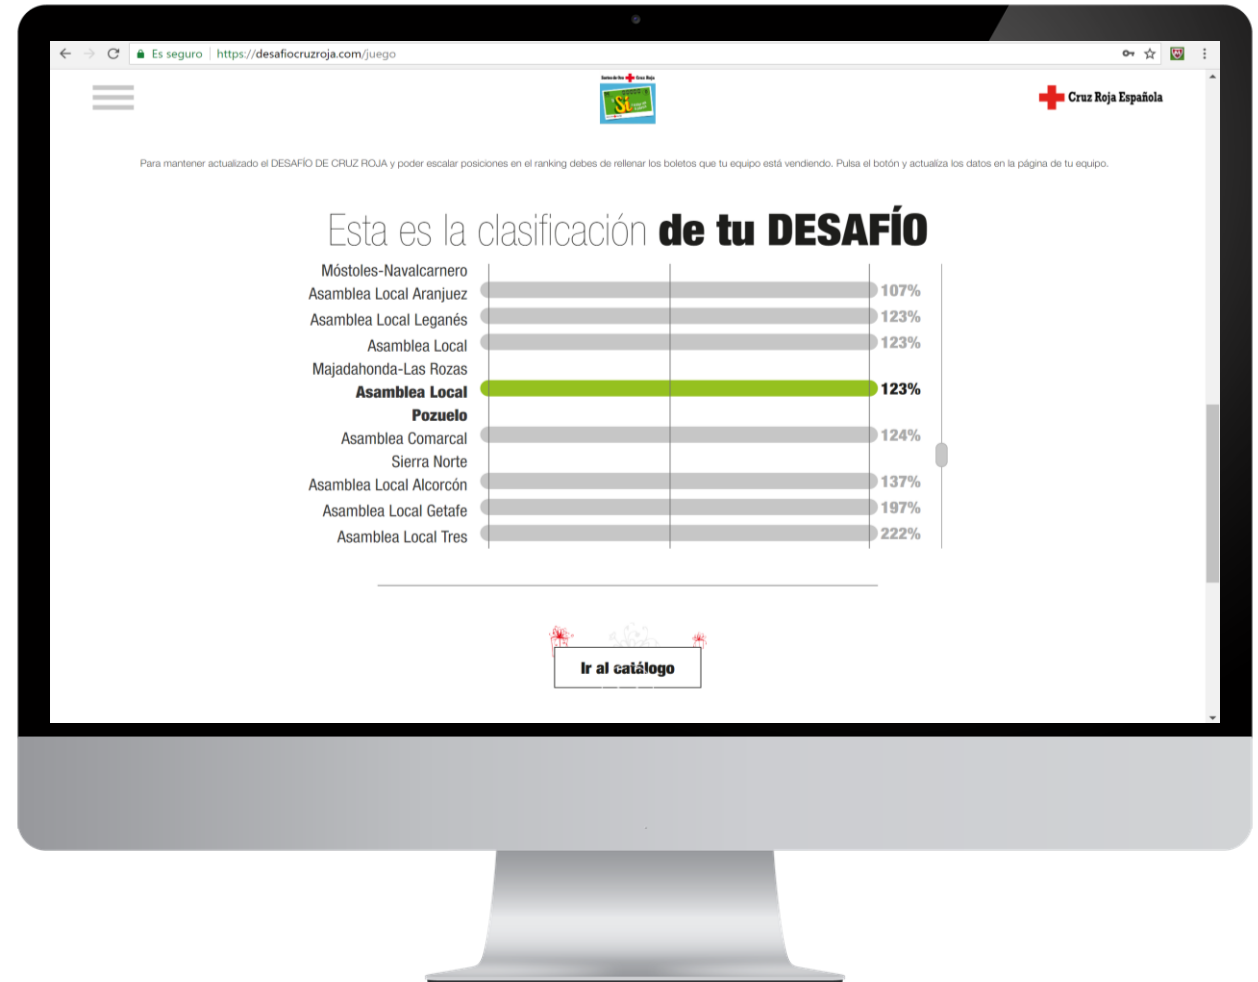 Es seguro
https://desafiocruzroja.com/juego
Sí
Cruz Roja Española
Para mantener actualizado el DESAFÍO DE CRUZ ROJA y poder escalar posiciones en el ranking debes de rellenar los boletos que tu equipo está vendiendo. Pulsa el botón y actualiza los datos en la página de tu equipo.
Esta es la clasificación de tu DESAFÍO
Móstoles-Navalcarnero
Asamblea Local Aranjuez 107%
Asamblea Local Leganés 123%
Asamblea Local 123%
Majadahonda-Las Rozas
Asamblea Local 123%
Pozuelo
Asamblea Comarcal 124%
Sierra Norte
Asamblea Local Alcorcón 137%
Asamblea Local Getafe 197%
Asamblea Local Tres 222%
Ir al catálogo